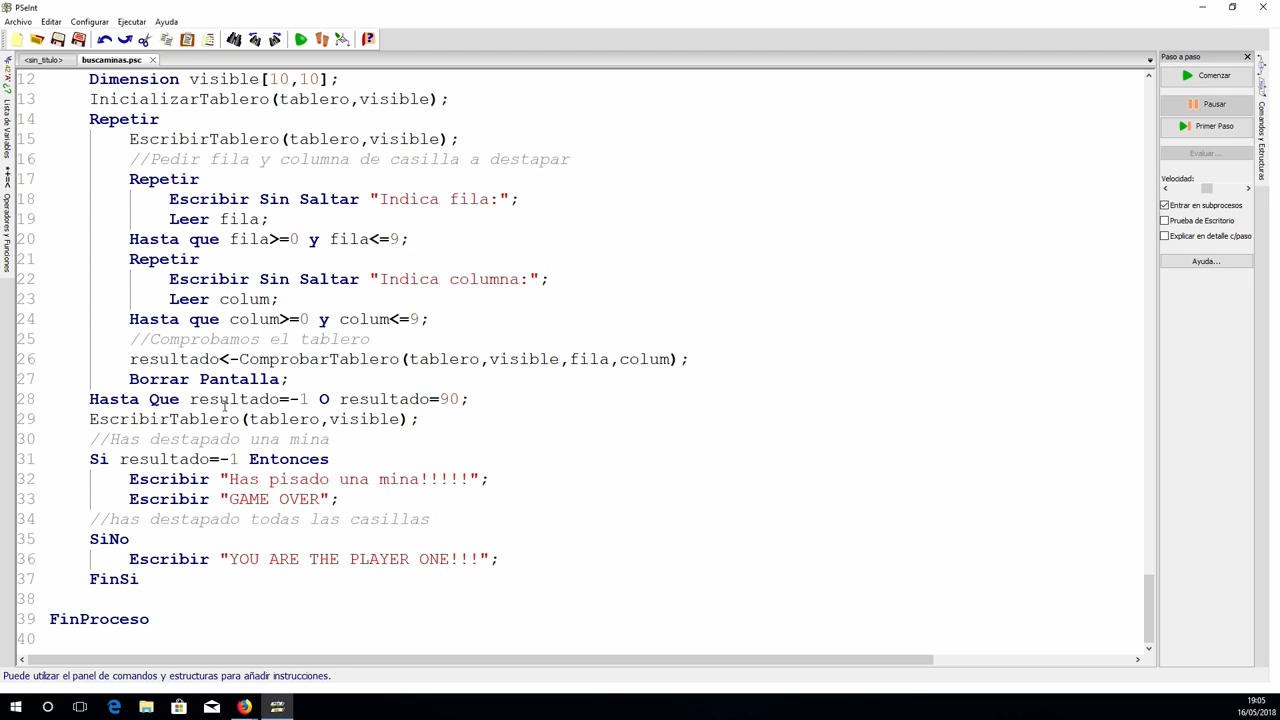 PSeInt
Archivo Editar Configurar Ejecutar Ayuda
<sin_titulo> buscaminas.psc
12 Dimension visible[10,10];
13 InicializarTablero(tablero,visible);
14 Repetir
15 EscribirTablero(tablero,visible);
16 //Pedir fila y columna de casilla a destapar
17 Repetir
18 Escribir Sin Saltar "Indica fila:";
19 Leer fila;
20 Hasta que fila>=0 y fila<=9;
21 Repetir
22 Escribir Sin Saltar "Indica columna:";
23 Leer colum;
24 Hasta que colum>=0 y colum<=9;
25 //Comprobamos el tablero
26 resultado<-ComprobarTablero(tablero,visible,fila,colum);
27 Borrar Pantalla;
28 Hasta Que resultado=-1 O resultado=90;
29 EscribirTablero(tablero,visible);
30 //Has destapado una mina
31 Si resultado=-1 Entonces
32 Escribir "Has pisado una mina!!!!!";
33 Escribir "GAME OVER";
34 //has destapado todas las casillas
35 SiNo
36 Escribir "YOU ARE THE PLAYER ONE!!!";
37 FinSi
38
39 FinProceso
40
Lista de Variables
Operadores y Funciones
Paso a paso
Comenzar
Pausar
Primer Paso
Evaluar...
Velocidad:
Entrar en subprocesos
Prueba de Escritorio
Explicar en detalle c/paso
Ayuda...
Comandos y Estructuras
Puede utilizar el panel de comandos y estructuras para añadir instrucciones.
19:05
16/05/2018